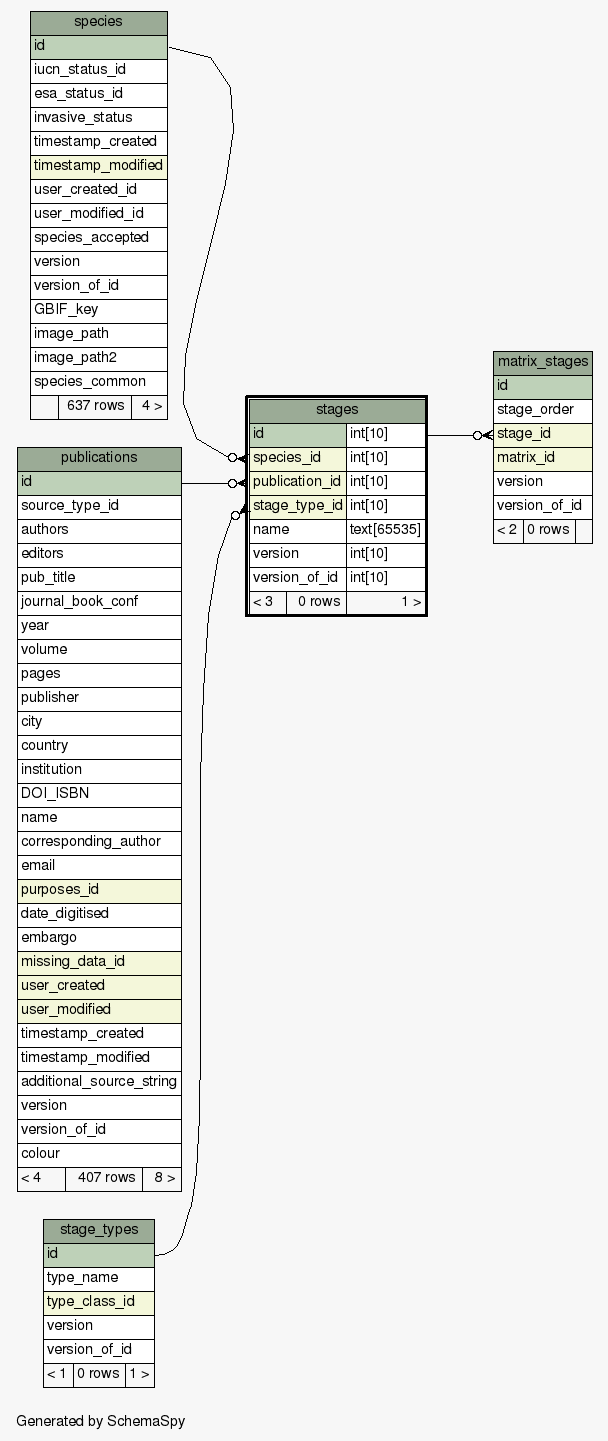 species
id
iucn_status_id
esa_status_id
invasive_status
timestamp_created
timestamp_modified
user_created_id
user_modified_id
species_accepted
version
version_of_id
GBIF_key
image_path
image_path2
species_common
637 rows 4 >
publications
id
source_type_id
authors
editors
pub_title
journal_book_conf
year
volume
pages
publisher
city
country
institution
DOI_ISBN
name
corresponding_author
email
purposes_id
date_digitised
embargo
missing_data_id
user_created
user_modified
timestamp_created
timestamp_modified
additional_source_string
version
version_of_id
colour
< 4 407 rows 8 >
stage_types
id
type_name
type_class_id
version
version_of_id
< 1 0 rows 1 >
stages
id int[10]
species_id int[10]
publication_id int[10]
stage_type_id int[10]
name text[65535]
version int[10]
version_of_id int[10]
< 3 0 rows 1 >
matrix_stages
id
stage_order
stage_id
matrix_id
version
version_of_id
< 2 0 rows
Generated by SchemaSpy